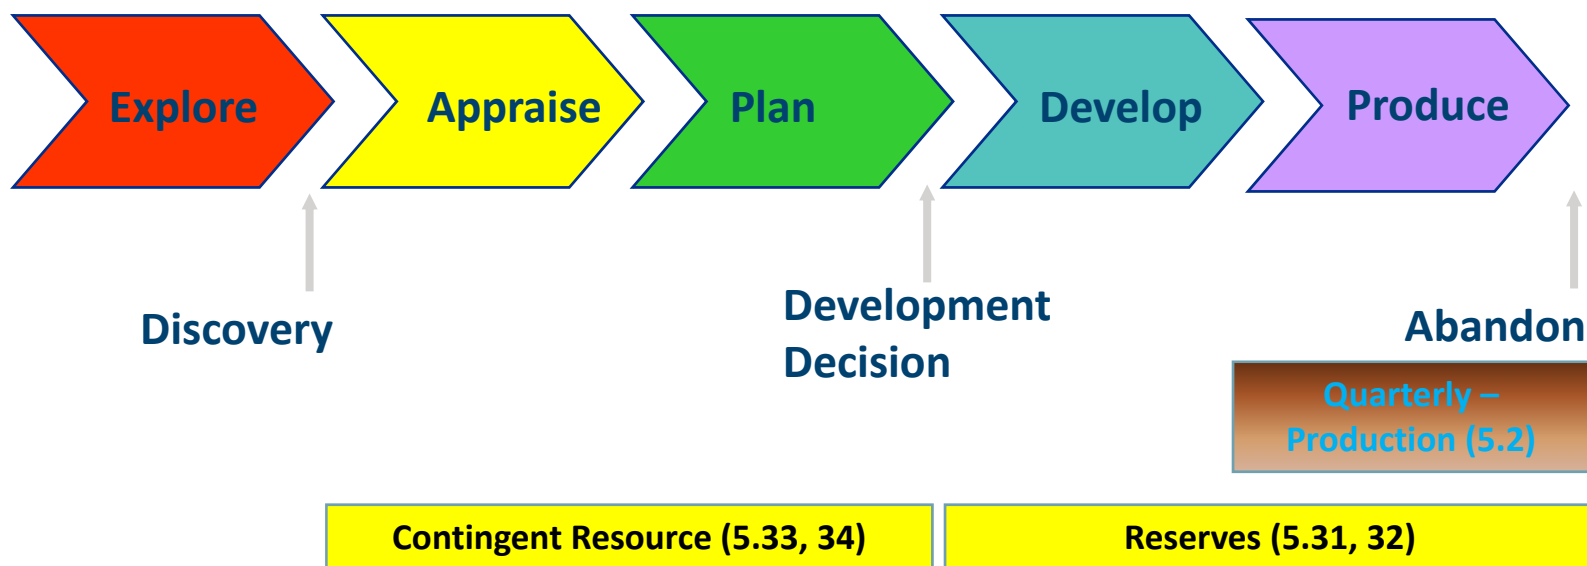 Explore
Appraise
Plan
Develop
Produce
Discovery
Development
Decision
Abandon
Quarterly –
Production (5.2)
Contingent Resource (5.33, 34)
Reserves (5.31, 32)